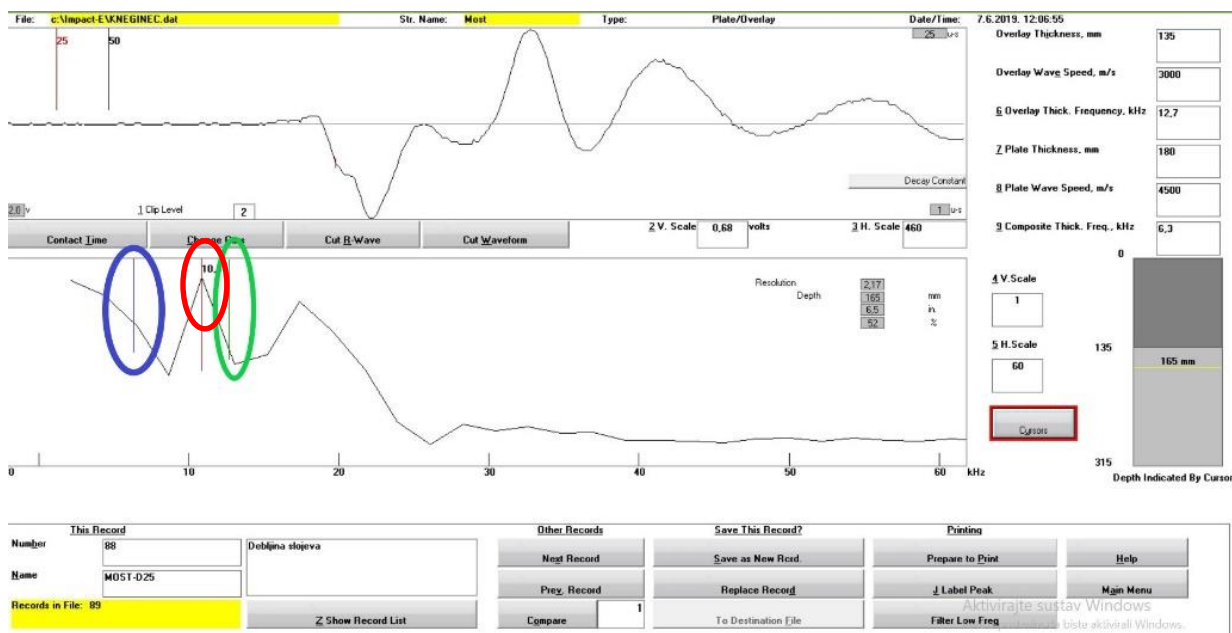 File: c:\Impact-E\KNEGINEC.dat Str. Name: Most Type: Plate/Overlay Date/Time: 7.6.2019. 12:06:55
25 50
25 u-s
Overlay Thickness, mm 135
Overlay Wave Speed, m/s 3000
6 Overlay Thick. Frequency, kHz 12,7
7 Plate Thickness, mm 180
8 Plate Wave Speed, m/s 4500
9 Composite Thick. Freq., kHz 6,3
Decay Constant
2.0 v 1 Clip Level 2 1 u-s
Contact Time Cut R-Wave Cut Waveform 2 V. Scale 0,68 volts 3 H. Scale 460
10,
Resolution 2,17
Depth 165 mm
6,5 in.
52 %
4 V.Scale
1
5 H.Scale
60
Cursors
0
135
165 mm
315
Depth Indicated By Cursor
0 10 20 30 40 50 60 kHz
This Record Other Records Save This Record? Printing
Number 88 Debljina slojeva Next Record Save as New Rcrd. Prepare to Print Help
Name MOST-D25 Prev. Record Replace Record J Label Peak Main Menu
Records in File: 89 Z Show Record List Compare 1 To Destination File Filter Low Freq
Aktivirajte sustav Windows
biste aktivirali Windows.